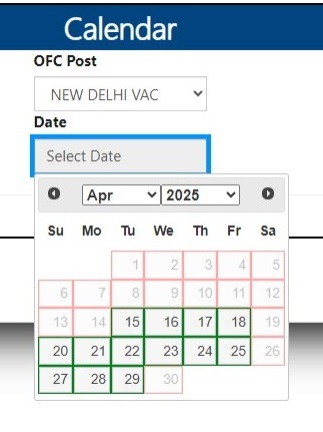 Calendar
OFC Post
NEW DELHI VAC
Date
Select Date
Apr 2025
Su Mo Tu We Th Fr Sa
1 2 3 4 5
6 7 8 9 10 11 12
13 14 15 16 17 18 19
20 21 22 23 24 25 26
27 28 29 30